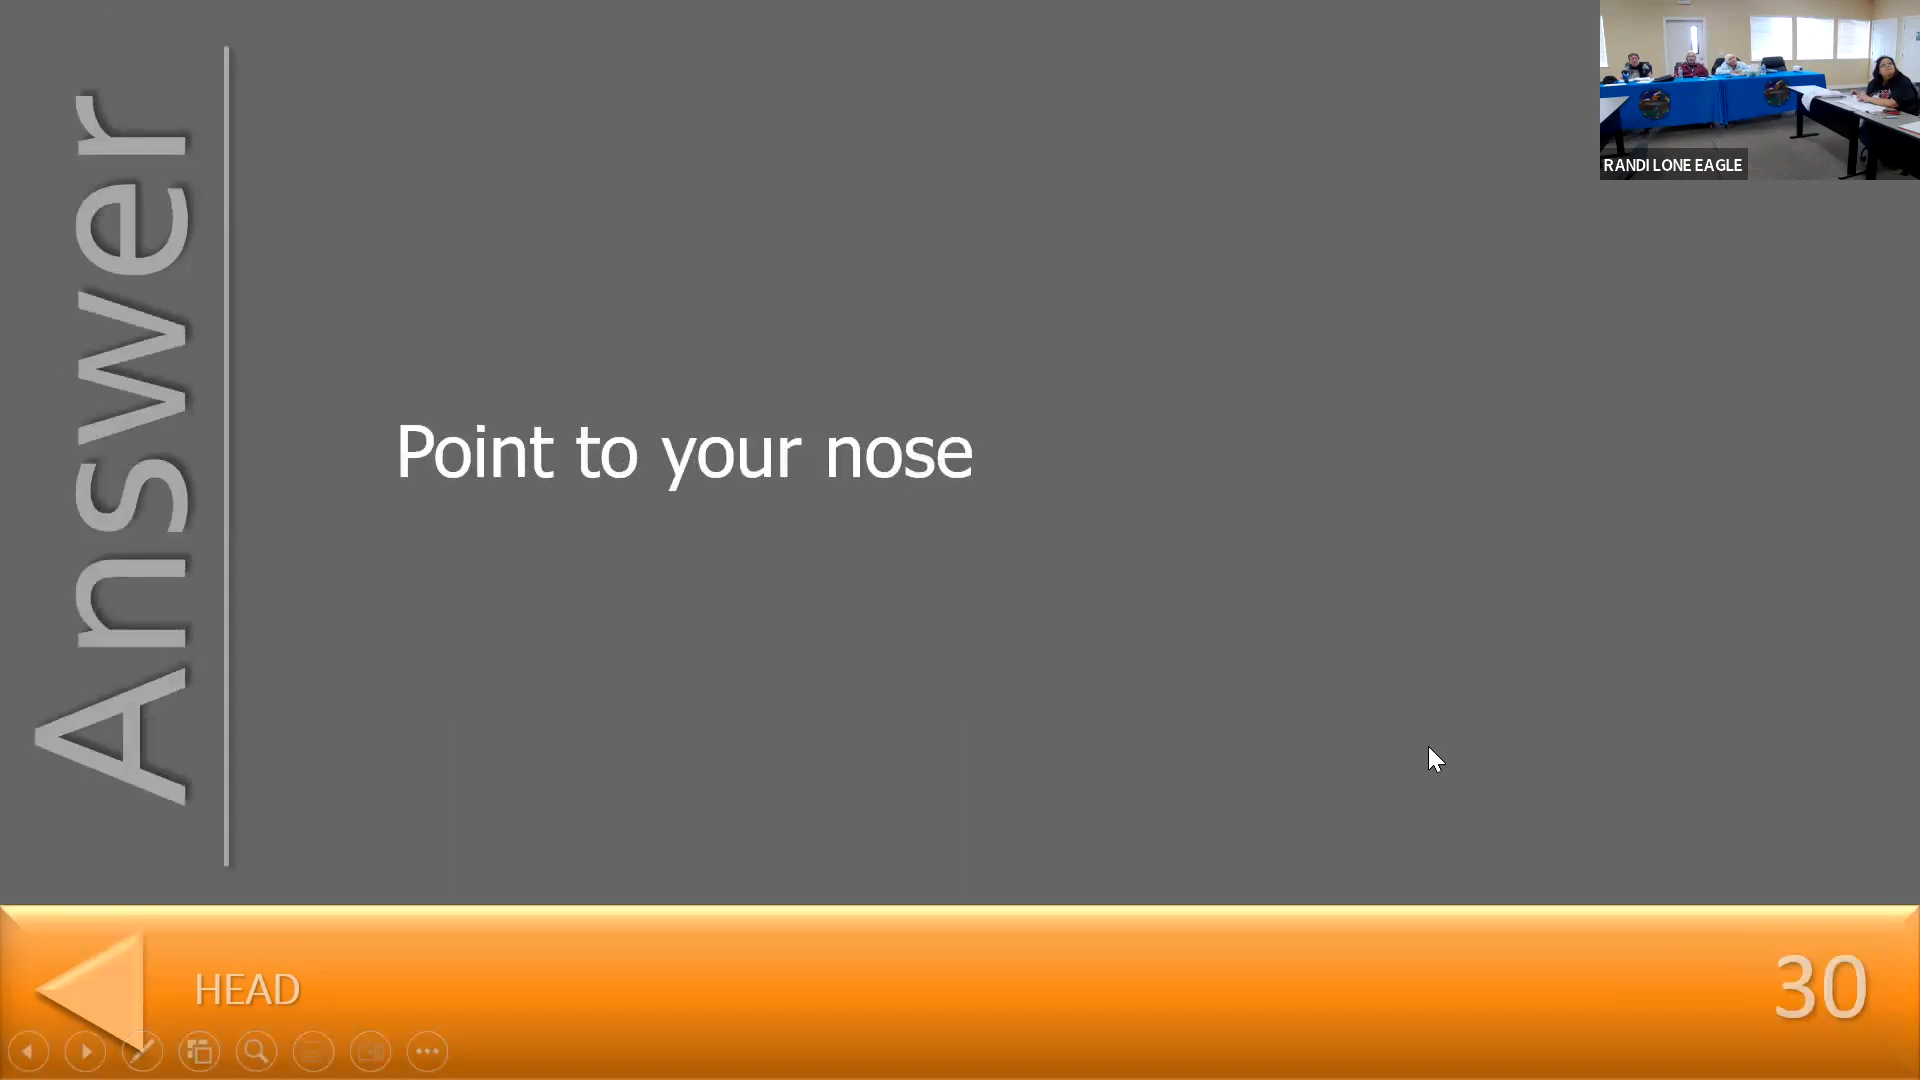 Answer
Point to your nose
HEAD
30
RANDI LONE EAGLE